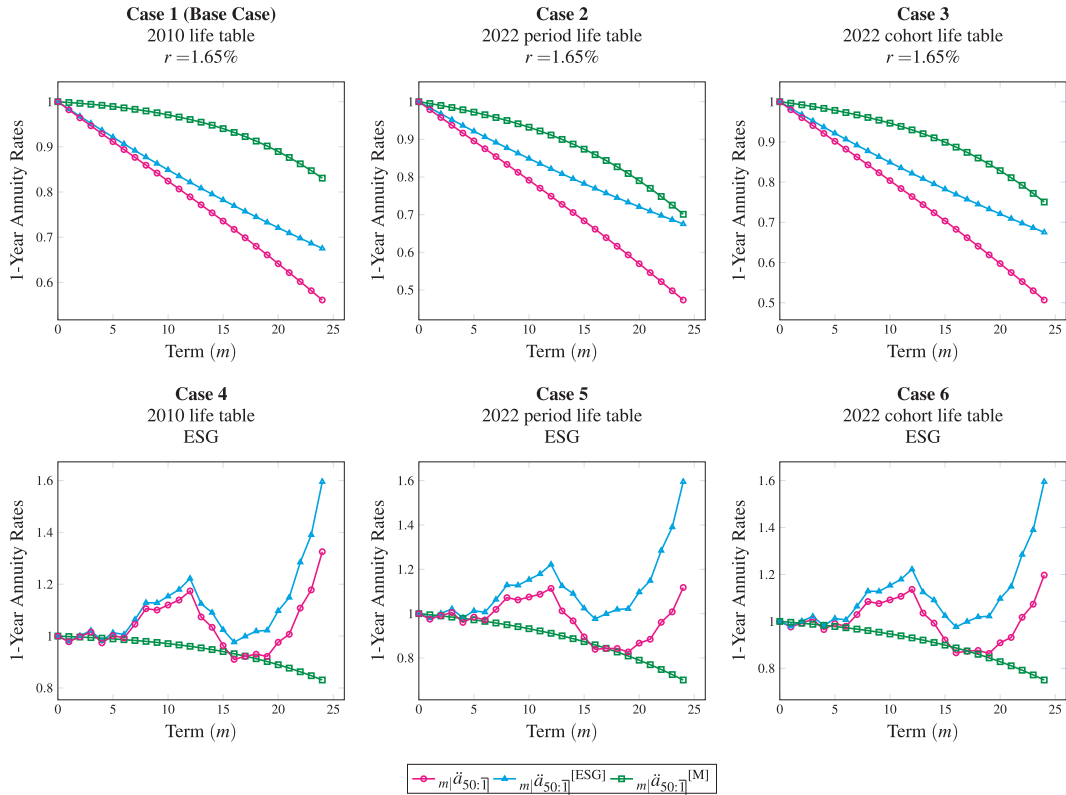 Case 1 (Base Case)
2010 life table
r = 1.65%
1-Year Annuity Rates
1
0.9
0.8
0.7
0.6
0
5
10
15
20
25
Term (m)
Case 2
2022 period life table
r = 1.65%
1-Year Annuity Rates
1
0.9
0.8
0.7
0.6
0.5
0
5
10
15
20
25
Term (m)
Case 3
2022 cohort life table
r = 1.65%
1-Year Annuity Rates
1
0.9
0.8
0.7
0.6
0.5
0
5
10
15
20
25
Term (m)
Case 4
2010 life table
ESG
1-Year Annuity Rates
1.6
1.4
1.2
1.0
0.8
0
5
10
15
20
25
Term (m)
Case 5
2022 period life table
ESG
1-Year Annuity Rates
1.6
1.4
1.2
1.0
0.8
0
5
10
15
20
25
Term (m)
Case 6
2022 cohort life table
ESG
1-Year Annuity Rates
1.6
1.4
1.2
1.0
0.8
0
5
10
15
20
25
Term (m)
m|ä50:1̅| m|ä50:1̅|[ESG] m|ä50:1̅|[M]